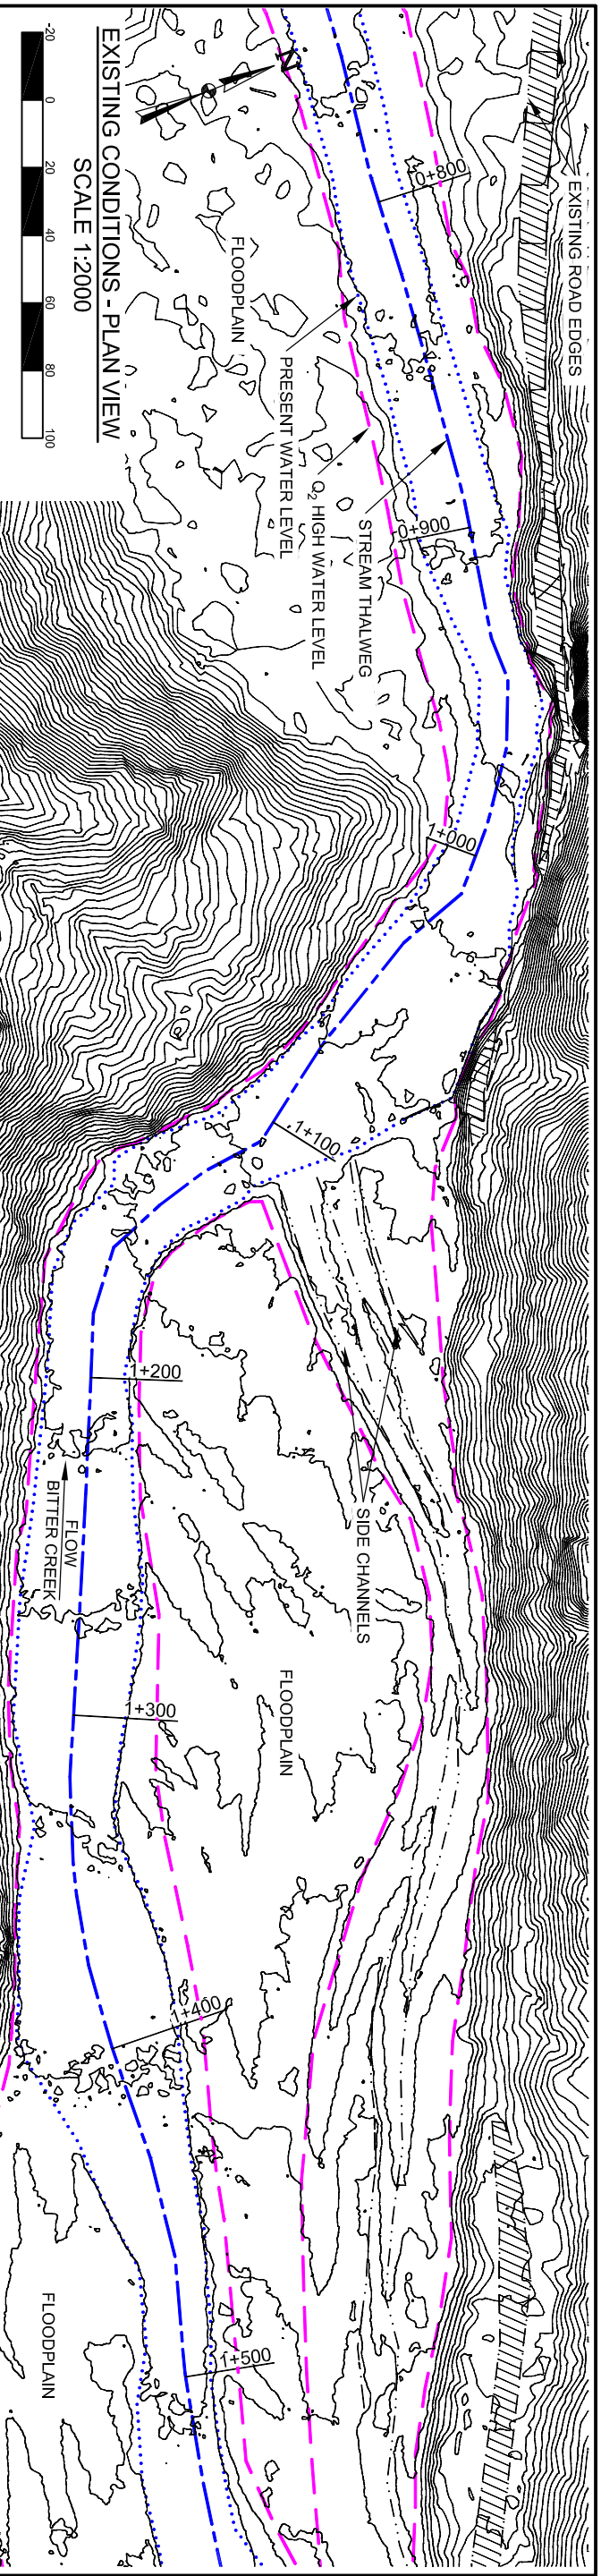 EXISTING ROAD EDGES
0+800
FLOODPLAIN
PRESENT WATER LEVEL
Q₂ HIGH WATER LEVEL
STREAM THALWEG
0+900
1+000
1+100
SIDE CHANNELS
1+200
FLOW
BITTER CREEK
1+300
FLOODPLAIN
1+400
1+500
FLOODPLAIN
N
EXISTING CONDITIONS - PLAN VIEW
SCALE 1:2000
-20 0 20 40 60 80 100